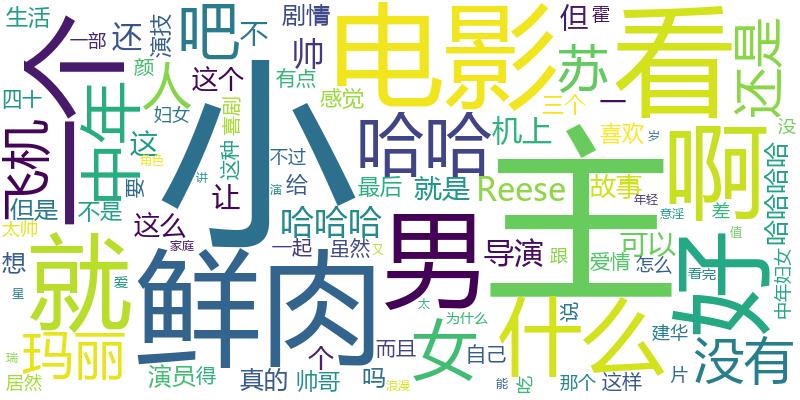 生活
一部
还
演技
吧
不
剧情
帅
电影
但
霍
看
还是
颜
人
这个
有点
感觉
苏
三个
一
喜欢
岁
没
一个
四十
妇女
这
喜剧
这种
小
哈哈
机上
主
啊
飞机
中年
角色
不过
要
让
讲
给
演
最后
就是
Reese
故事
年轻
意淫
差
值
哈哈哈哈
但是
不是
太帅
这么
家庭
哈哈哈
一起
虽然
又
男
导演
跟
爱情
可以
怎么
好
看完
中年妇女
想
就
爱
星
鲜肉
太
为什么
什么
说
建华
没有
瑞
玛丽
居然
演员
得
真的
个
帅哥
吗
而且
浪漫
女
自己
能
吃
那个
这样
片